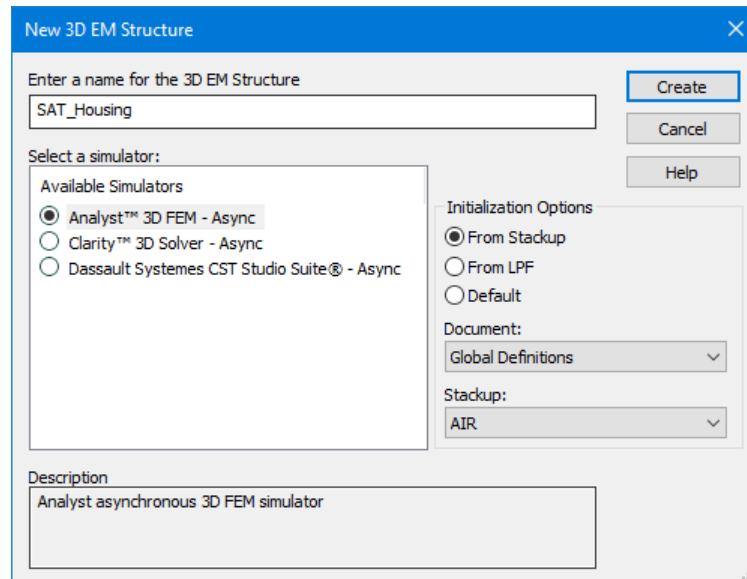 New 3D EM Structure
Enter a name for the 3D EM Structure
SAT_Housing
Create
Cancel
Help
Select a simulator:
Available Simulators
Analyst™ 3D FEM - Async
Clarity™ 3D Solver - Async
Dassault Systemes CST Studio Suite® - Async
Initialization Options
From Stackup
From LPF
Default
Document:
Global Definitions
Stackup:
AIR
Description
Analyst asynchronous 3D FEM simulator